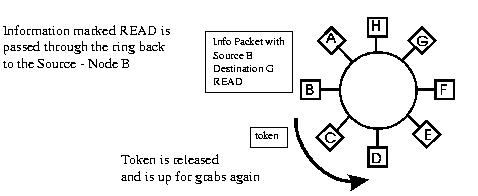 Information marked READ is
passed through the ring back
to the Source - Node B
Info Packet with
Source B
Destination G
READ
H
A
G
B
F
C
E
D
token
Token is released
and is up for grabs again